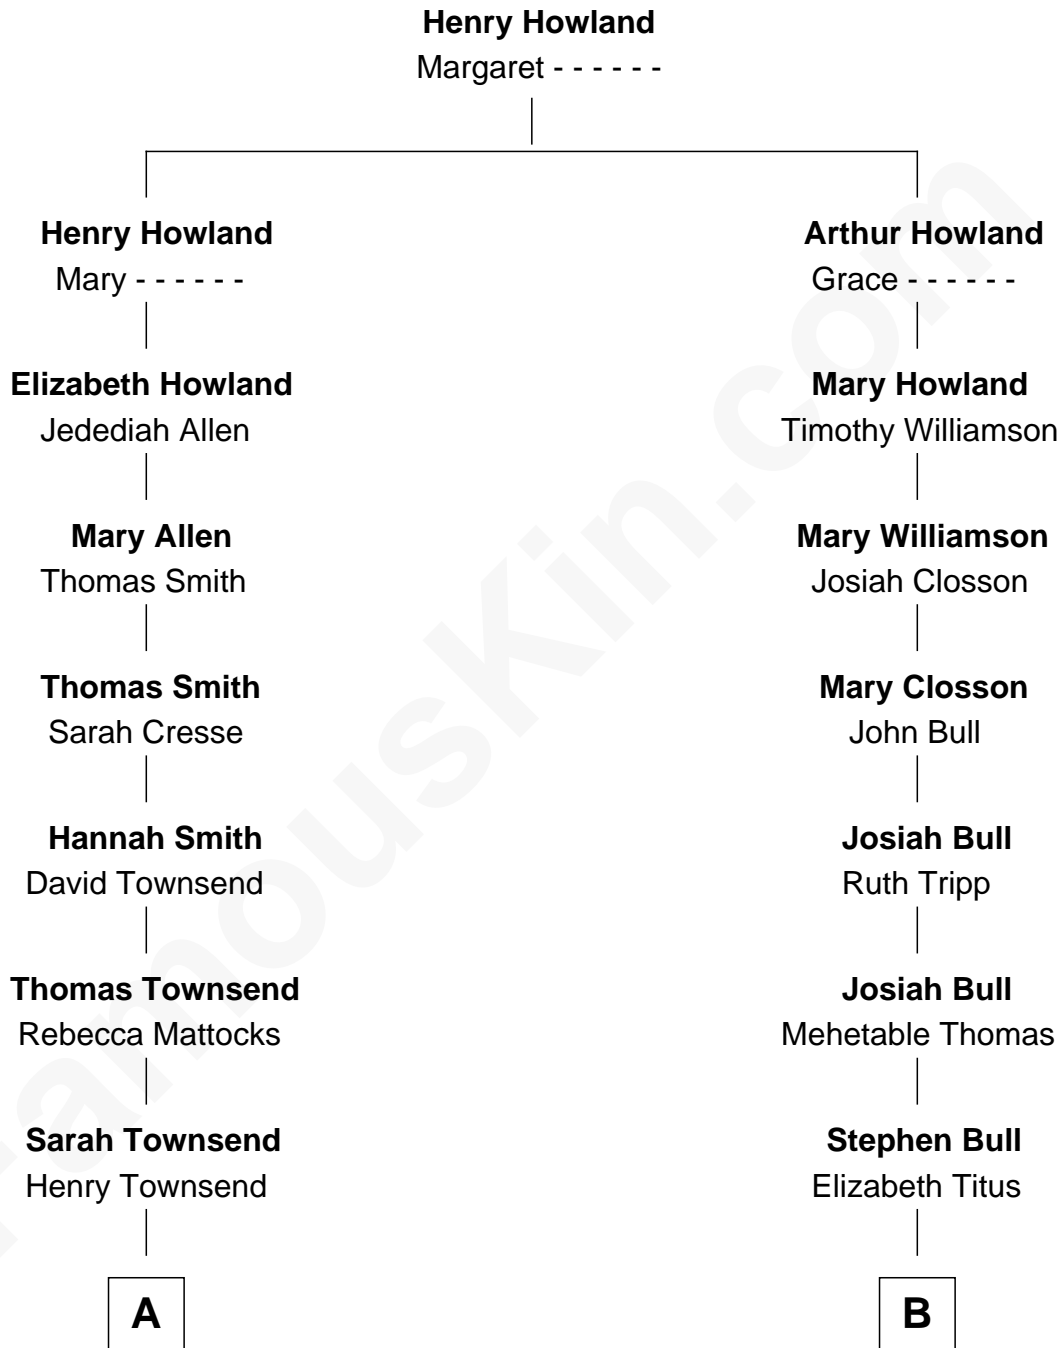 Henry Howland
Margaret - - - - - -
Henry Howland
Mary - - - - - -
Arthur Howland
Grace - - - - - -
Elizabeth Howland
Jedediah Allen
Mary Howland
Timothy Williamson
Mary Allen
Thomas Smith
Mary Williamson
Josiah Closson
Thomas Smith
Sarah Cresse
Mary Closson
John Bull
Hannah Smith
David Townsend
Josiah Bull
Ruth Tripp
Thomas Townsend
Rebecca Mattocks
Josiah Bull
Mehetable Thomas
Sarah Townsend
Henry Townsend
Stephen Bull
Elizabeth Titus
A
B
FamousKin.com